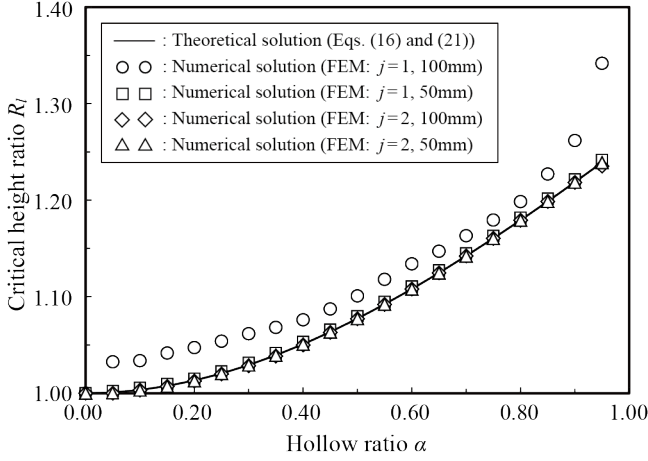 1.40
1.30
1.20
1.10
1.00
Critical height ratio Rl
: Theoretical solution (Eqs. (16) and (21))
: Numerical solution (FEM: j=1, 100mm)
: Numerical solution (FEM: j=1, 50mm)
: Numerical solution (FEM: j=2, 100mm)
: Numerical solution (FEM: j=2, 50mm)
0.00
0.20
0.40
0.60
0.80
1.00
Hollow ratio α